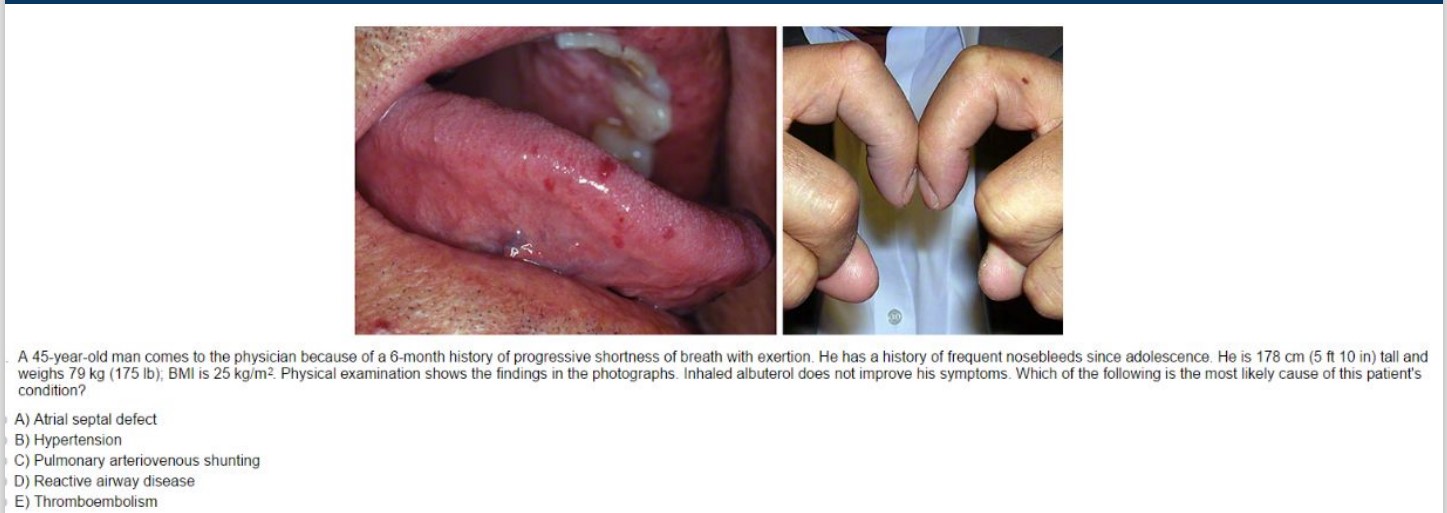 A 45-year-old man comes to the physician because of a 6-month history of progressive shortness of breath with exertion. He has a history of frequent nosebleeds since adolescence. He is 178 cm (5 ft 10 in) tall and
weighs 79 kg (175 lb); BMI is 25 kg/m². Physical examination shows the findings in the photographs. Inhaled albuterol does not improve his symptoms. Which of the following is the most likely cause of this patient's
condition?
A) Atrial septal defect
B) Hypertension
C) Pulmonary arteriovenous shunting
D) Reactive airway disease
E) Thromboembolism